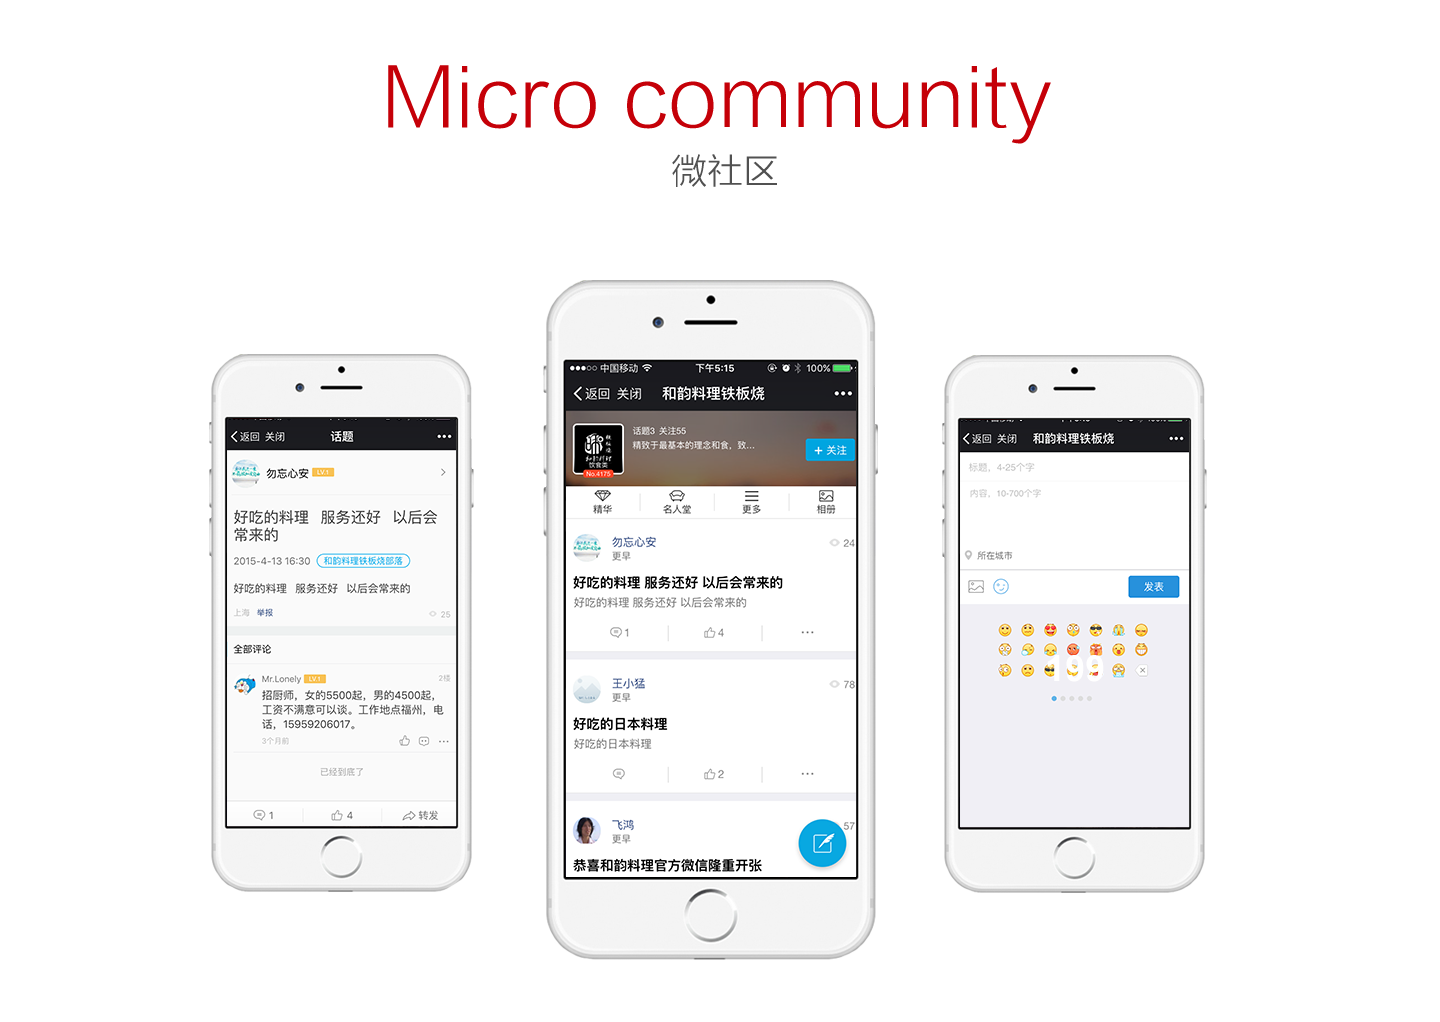 Micro community
微社区
返回 关闭 话题
勿忘心安 LV.1
好吃的料理 服务还好 以后会
常来的
2015-4-13 16:30 和韵料理铁板烧部落
好吃的料理 服务还好 以后会常来的
上海 举报 25
全部评论
Mr.Lonely LV.1 2楼
招厨师，女的5500起，男的4500起，
工资不满意可以谈。工作地点福州，电
话，15959206017。
3个月前
已经到底了
1 4 转发
中国移动 下午5:15 100%
返回 关闭 和韵料理铁板烧
话题3 关注55
精致于最基本的理念和食，致...
+ 关注
饮食类
No.4175
精华 名人堂 更多 相册
勿忘心安 24
更早
好吃的料理 服务还好 以后会常来的
好吃的料理 服务还好 以后会常来的
1 4
王小猛 78
更早
好吃的日本料理
好吃的日本料理
2
飞鸿 57
更早
恭喜和韵料理官方微信隆重开张
返回 关闭 和韵料理铁板烧
标题，4-25个字
内容，10-700个字
所在城市
发表
199